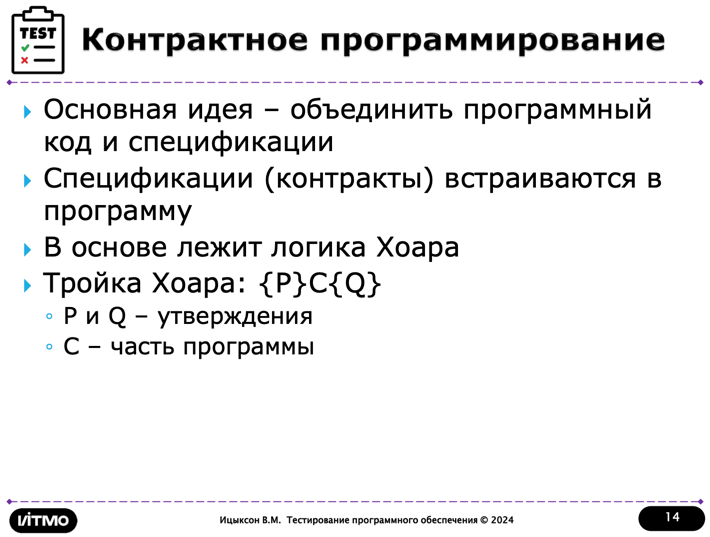 TEST
Контрактное программирование
Основная идея – объединить программный
код и спецификации
Спецификации (контракты) встраиваются в
программу
В основе лежит логика Хоара
Тройка Хоара: {P}C{Q}
P и Q – утверждения
C – часть программы
ИТМО
Ицыксон В.М. Тестирование программного обеспечения © 2024
14